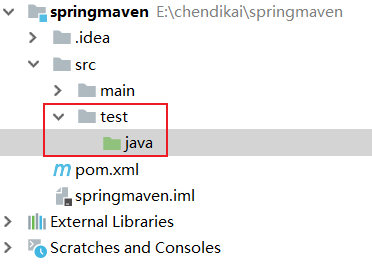 springmaven E:\chendikai\springmaven
.idea
src
main
test
java
pom.xml
springmaven.iml
External Libraries
Scratches and Consoles